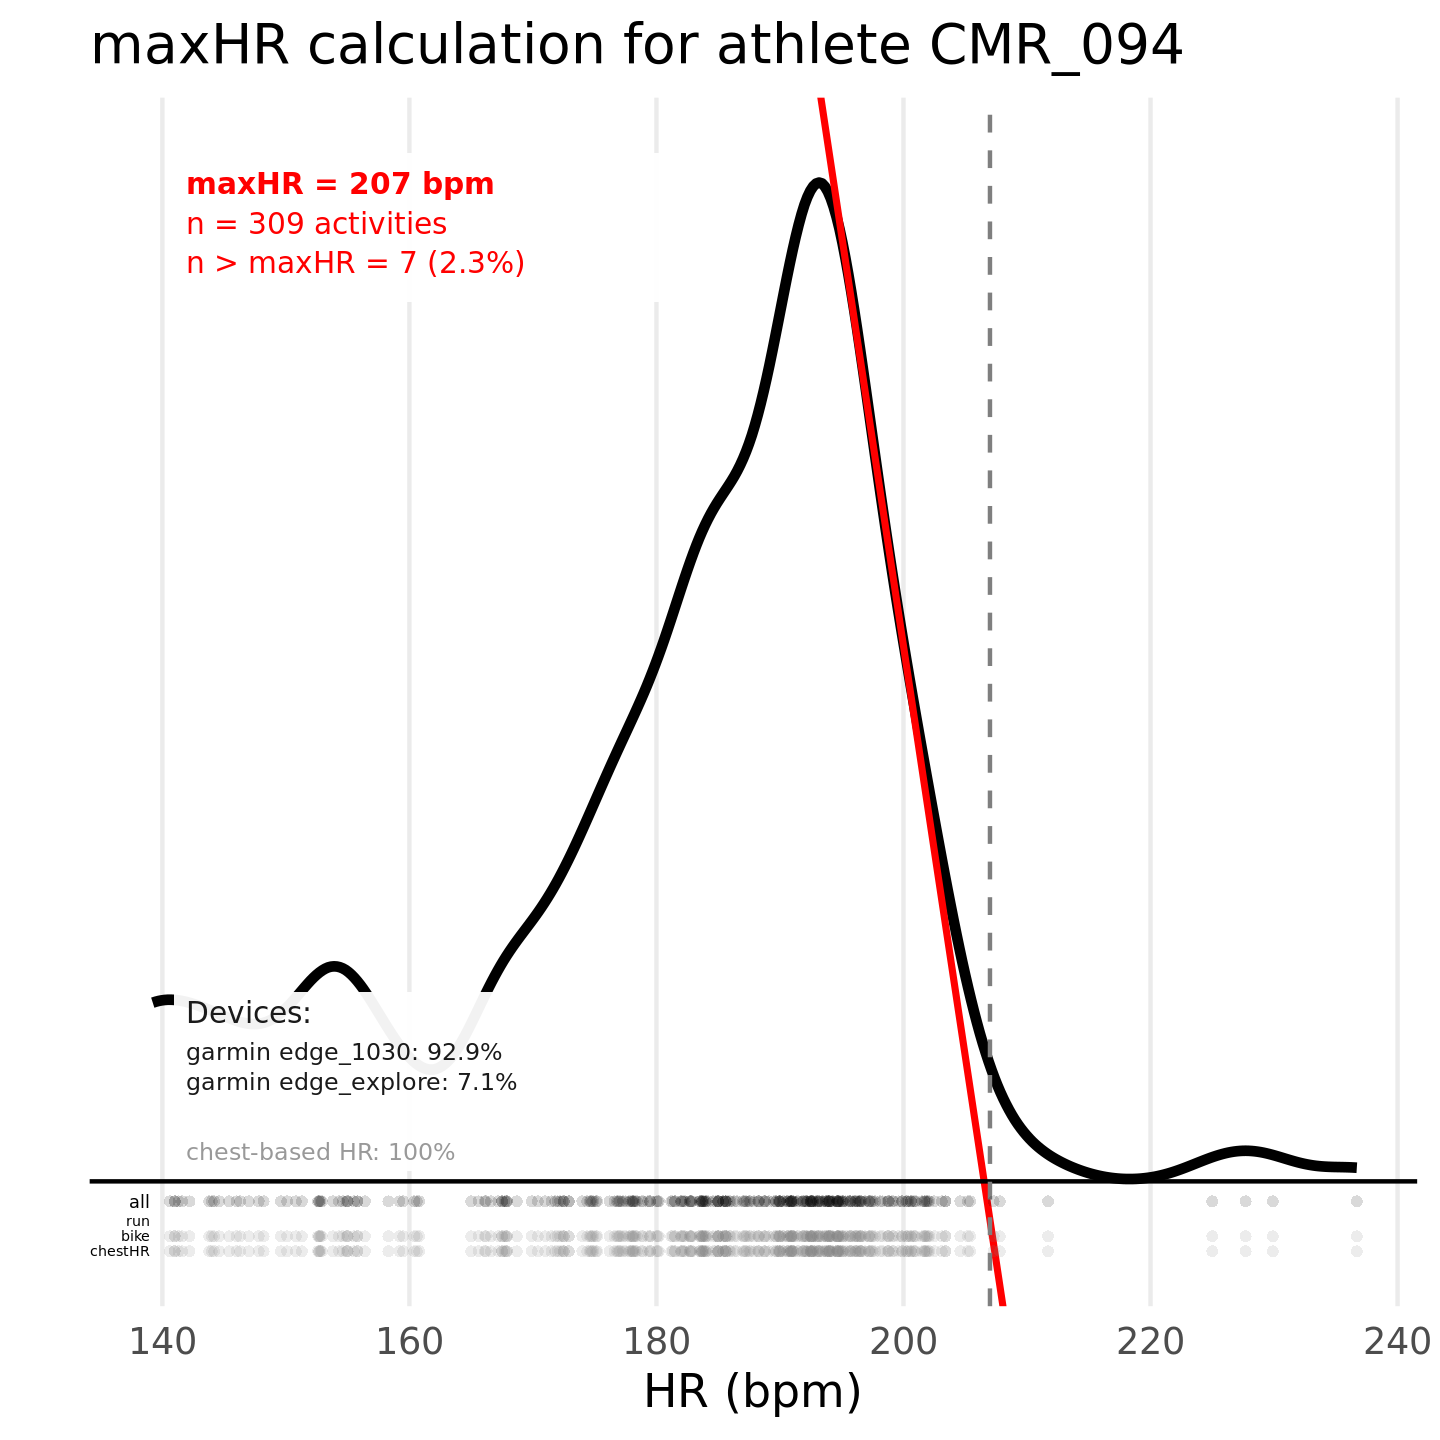 maxHR calculation for athlete CMR_094
maxHR = 207 bpm
n = 309 activities
n > maxHR = 7 (2.3%)
Devices:
garmin edge_1030: 92.9%
garmin edge_explore: 7.1%
chest-based HR: 100%
all
run
bike
chestHR
140 160 180 200 220 240
HR (bpm)